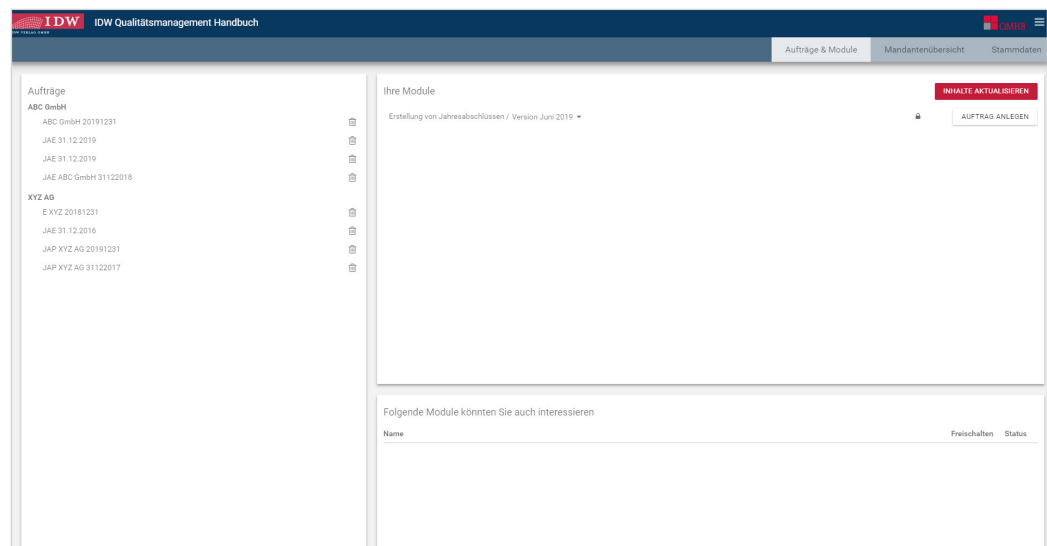 IDW
IDW VERLAG GMBH
IDW Qualitätsmanagement Handbuch
QMHB
Aufträge & Module
Mandantenübersicht
Stammdaten
Aufträge
ABC GmbH
ABC GmbH 20191231
JAE 31.12.2019
JAE 31.12.2019
JAE ABC GmbH 31122018
XYZ AG
E XYZ 20181231
JAE 31.12.2016
JAP XYZ AG 20191231
JAP XYZ AG 31122017
Ihre Module
INHALTE AKTUALISIEREN
Erstellung von Jahresabschlüssen / Version Juni 2019
AUFTRAG ANLEGEN
Folgende Module könnten Sie auch interessieren
Name Freischalten Status